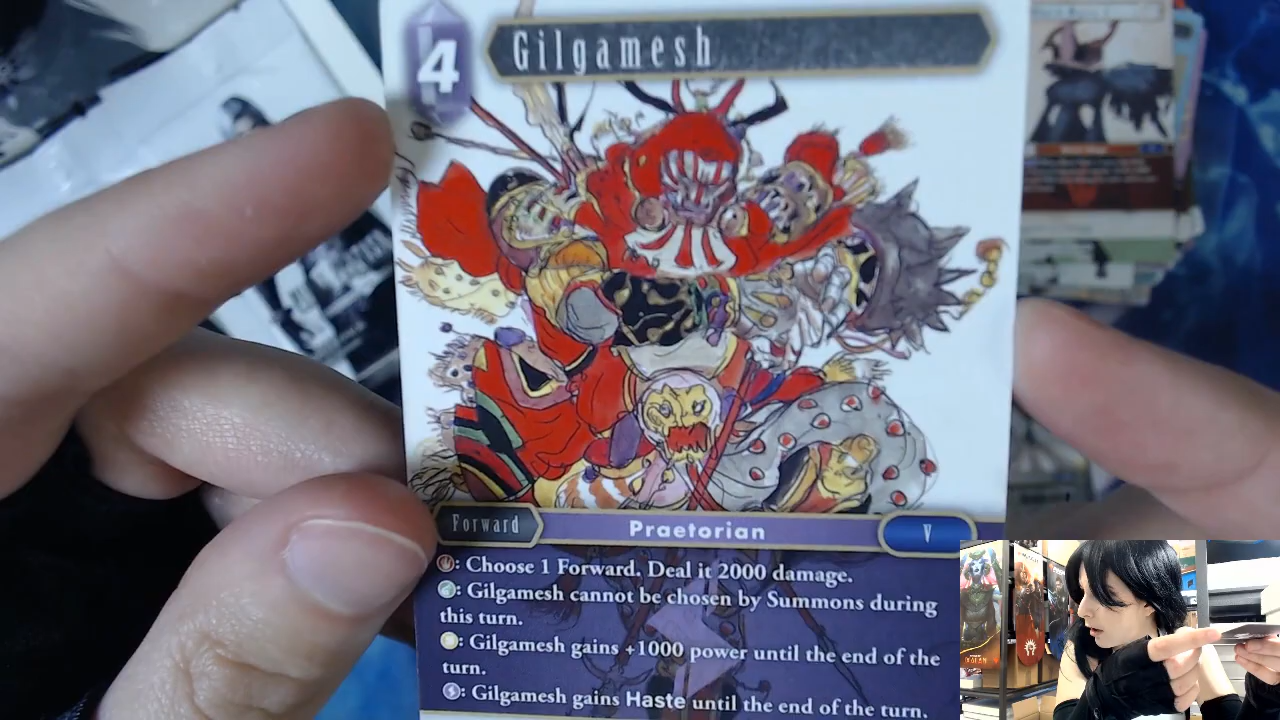 4
Gilgamesh
Forward
Praetorian
V
: Choose 1 Forward. Deal it 2000 damage.
: Gilgamesh cannot be chosen by Summons during
this turn.
: Gilgamesh gains +1000 power until the end of the
turn.
: Gilgamesh gains Haste until the end of the turn.